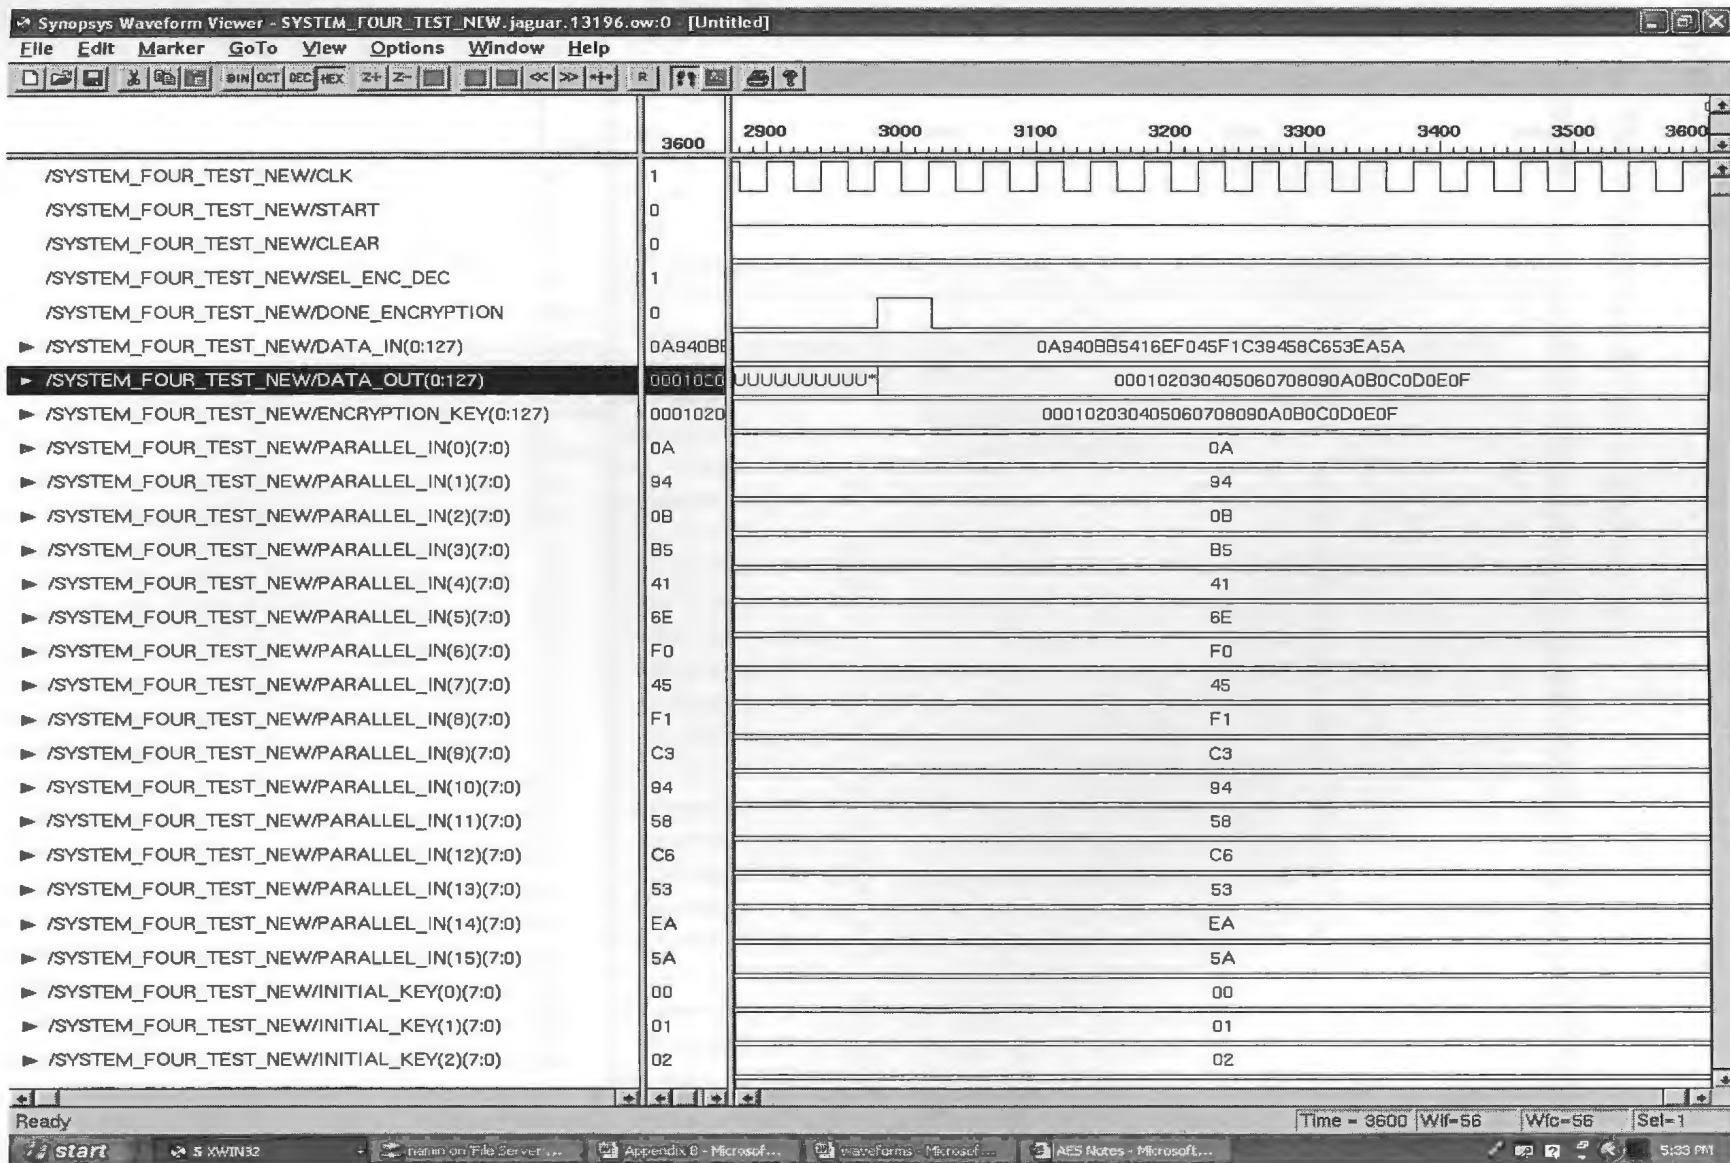 Synopsys Waveform Viewer - SYSTEM_FOUR_TEST_NEW.jaguar.13196.ow:0 - [Untitled]
File Edit Marker GoTo View Options Window Help
BIN OCT DEC HEX Z+ Z- << >> R
3600 2900 3000 3100 3200 3300 3400 3500 3600
/SYSTEM_FOUR_TEST_NEW/CLK 1
/SYSTEM_FOUR_TEST_NEW/START 0
/SYSTEM_FOUR_TEST_NEW/CLEAR 0
/SYSTEM_FOUR_TEST_NEW/SEL_ENC_DEC 1
/SYSTEM_FOUR_TEST_NEW/DONE_ENCRYPTION 0
/SYSTEM_FOUR_TEST_NEW/DATA_IN(0:127) 0A940BB 0A940BB5416EF045F1C39458C653EA5A
/SYSTEM_FOUR_TEST_NEW/DATA_OUT(0:127) 0001020 UUUUUUUUUU* 000102030405060708090A0B0C0D0E0F
/SYSTEM_FOUR_TEST_NEW/ENCRYPTION_KEY(0:127) 0001020 000102030405060708090A0B0C0D0E0F
/SYSTEM_FOUR_TEST_NEW/PARALLEL_IN(0)(7:0) 0A 0A
/SYSTEM_FOUR_TEST_NEW/PARALLEL_IN(1)(7:0) 94 94
/SYSTEM_FOUR_TEST_NEW/PARALLEL_IN(2)(7:0) 0B 0B
/SYSTEM_FOUR_TEST_NEW/PARALLEL_IN(3)(7:0) B5 B5
/SYSTEM_FOUR_TEST_NEW/PARALLEL_IN(4)(7:0) 41 41
/SYSTEM_FOUR_TEST_NEW/PARALLEL_IN(5)(7:0) 6E 6E
/SYSTEM_FOUR_TEST_NEW/PARALLEL_IN(6)(7:0) F0 F0
/SYSTEM_FOUR_TEST_NEW/PARALLEL_IN(7)(7:0) 45 45
/SYSTEM_FOUR_TEST_NEW/PARALLEL_IN(8)(7:0) F1 F1
/SYSTEM_FOUR_TEST_NEW/PARALLEL_IN(9)(7:0) C3 C3
/SYSTEM_FOUR_TEST_NEW/PARALLEL_IN(10)(7:0) 94 94
/SYSTEM_FOUR_TEST_NEW/PARALLEL_IN(11)(7:0) 58 58
/SYSTEM_FOUR_TEST_NEW/PARALLEL_IN(12)(7:0) C6 C6
/SYSTEM_FOUR_TEST_NEW/PARALLEL_IN(13)(7:0) 53 53
/SYSTEM_FOUR_TEST_NEW/PARALLEL_IN(14)(7:0) EA EA
/SYSTEM_FOUR_TEST_NEW/PARALLEL_IN(15)(7:0) 5A 5A
/SYSTEM_FOUR_TEST_NEW/INITIAL_KEY(0)(7:0) 00 00
/SYSTEM_FOUR_TEST_NEW/INITIAL_KEY(1)(7:0) 01 01
/SYSTEM_FOUR_TEST_NEW/INITIAL_KEY(2)(7:0) 02 02
Ready Time = 3600 Wlf=56 Wfc=56 Sel=1
start 5 XWIN32 on 'File Server ... Appendix B - Microsof... waveforms - Microsof... AES Notes - Microsoft... 5:33 PM